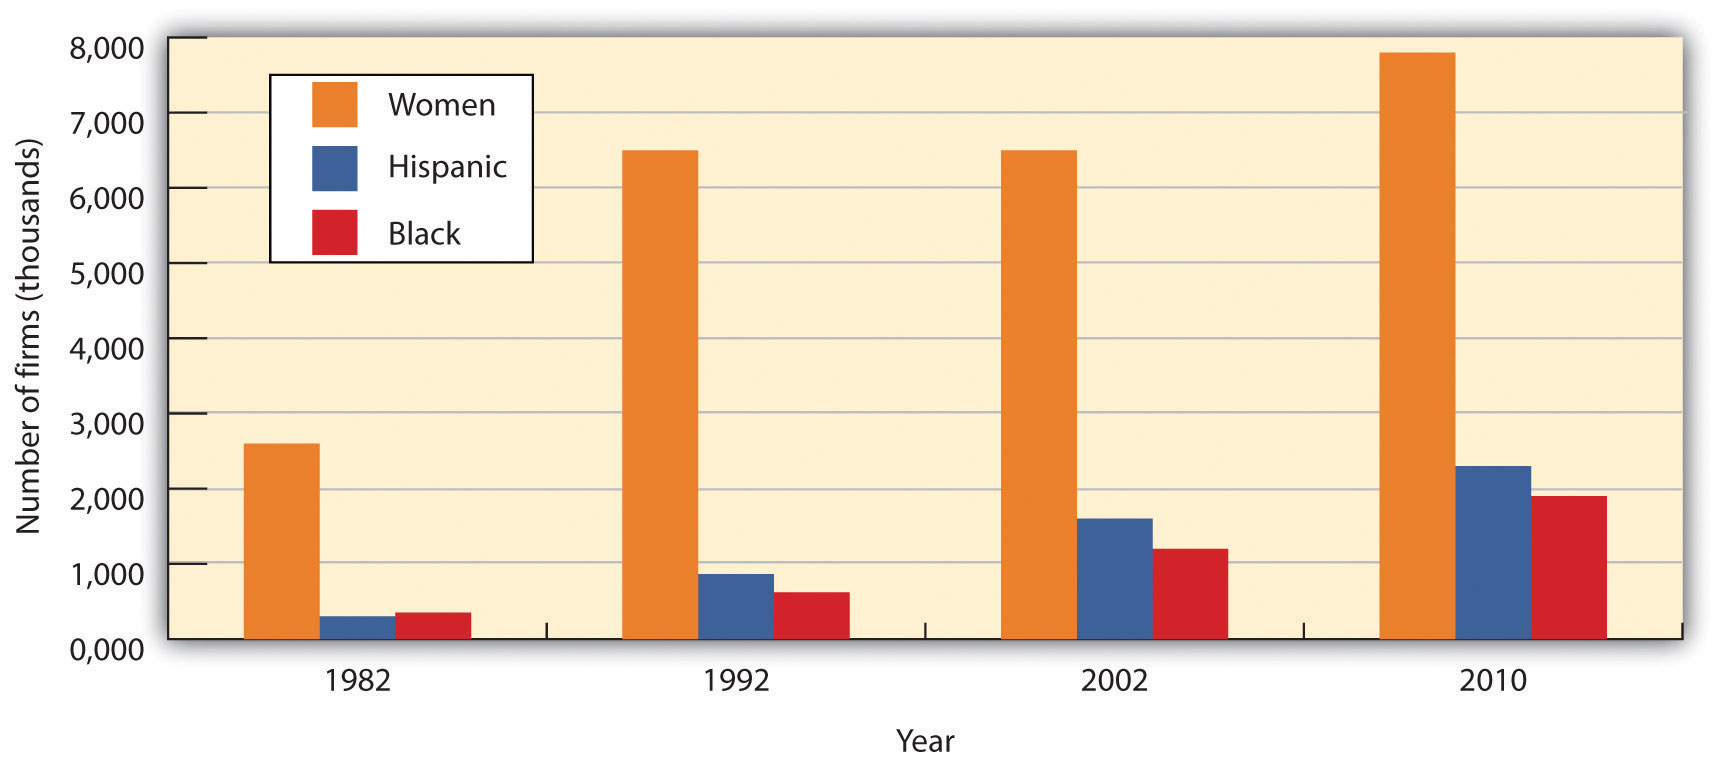 8,000
7,000
6,000
5,000
4,000
3,000
2,000
1,000
0,000
Number of firms (thousands)
Women
Hispanic
Black
1982
1992
2002
2010
Year